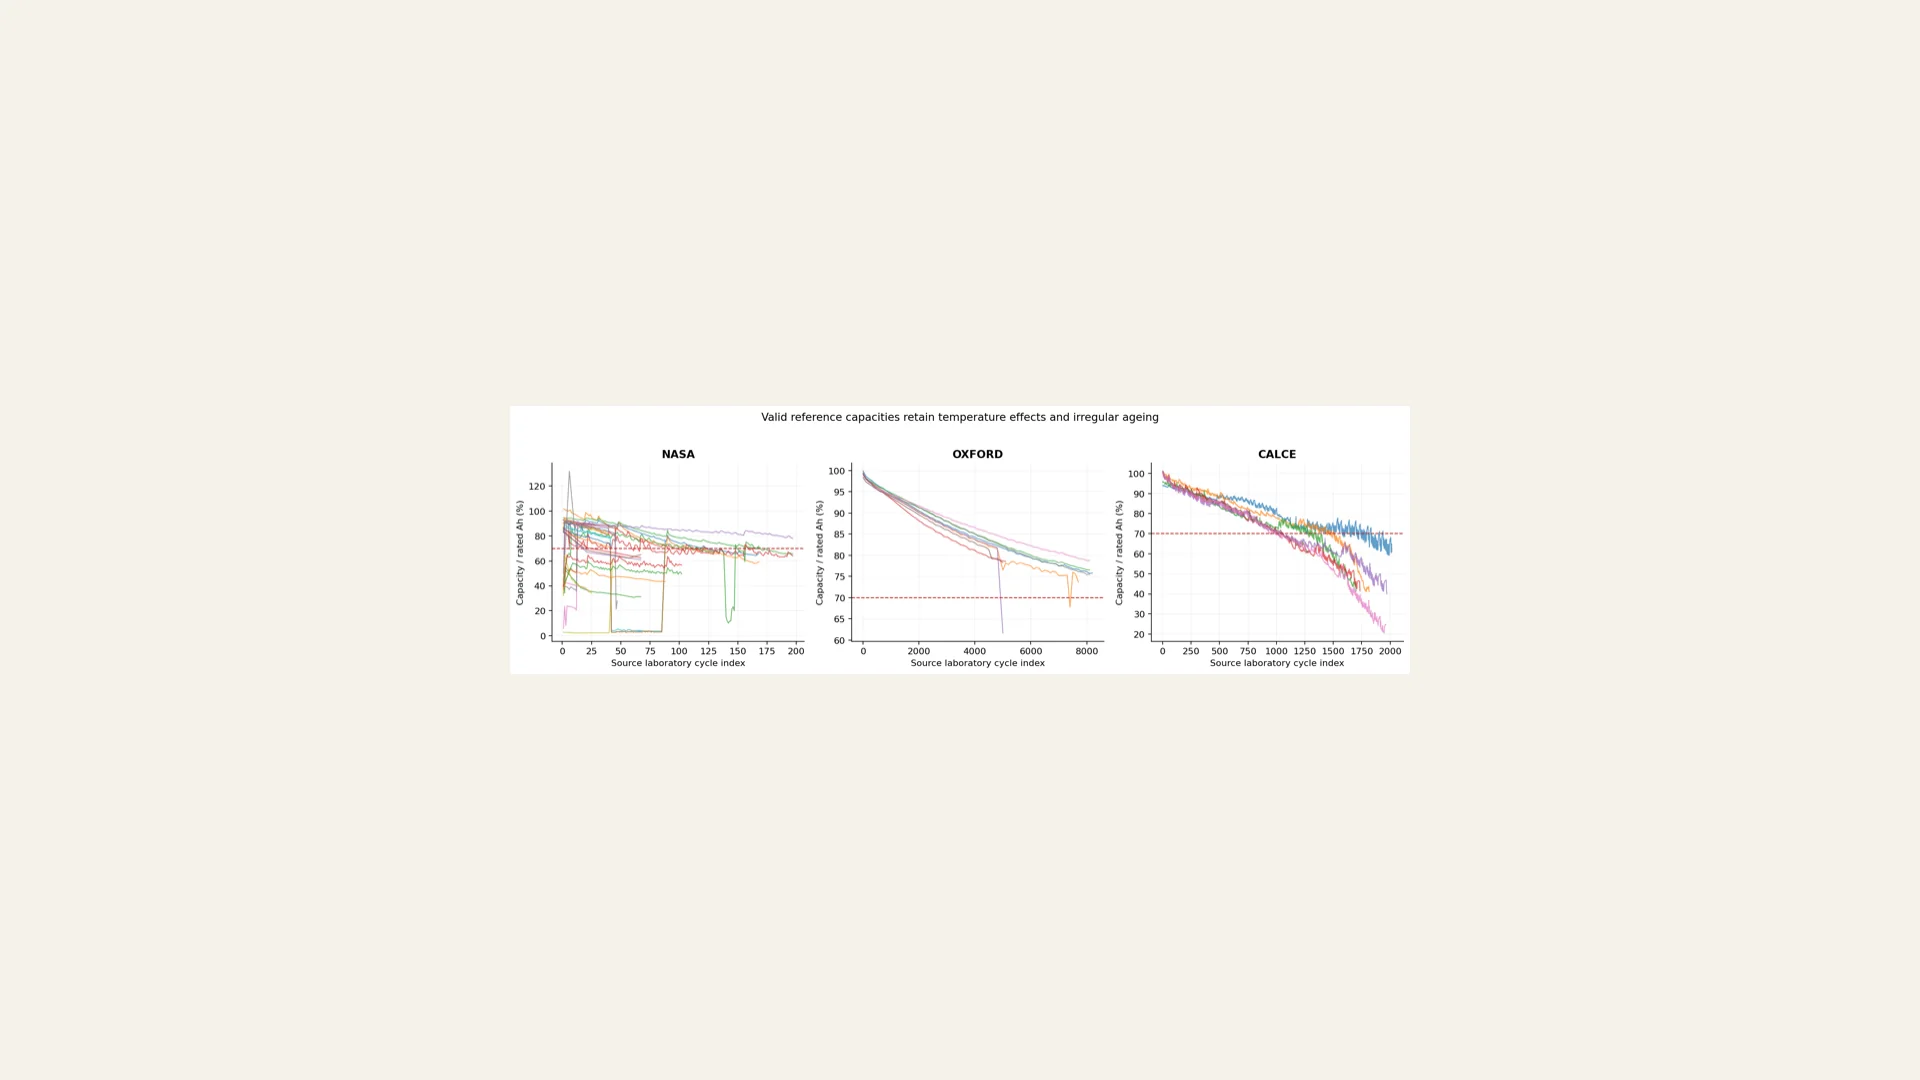 Valid reference capacities retain temperature effects and irregular ageing
NASA
Capacity / rated Ah (%)
120
100
80
60
40
20
0
0 25 50 75 100 125 150 175 200
Source laboratory cycle index
OXFORD
Capacity / rated Ah (%)
100
95
90
85
80
75
70
65
60
0 2000 4000 6000 8000
Source laboratory cycle index
CALCE
Capacity / rated Ah (%)
100
90
80
70
60
50
40
30
20
0 250 500 750 1000 1250 1500 1750 2000
Source laboratory cycle index